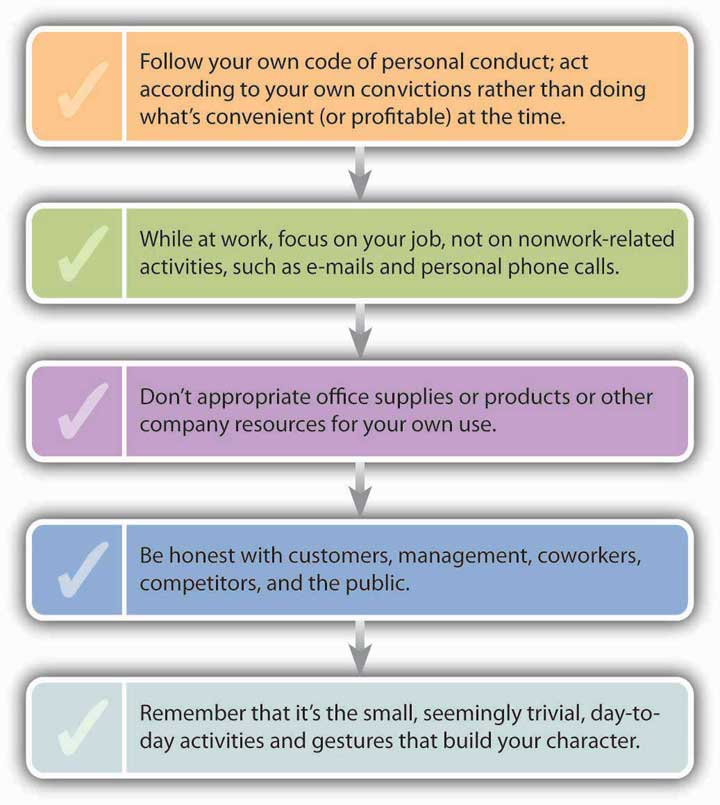 Follow your own code of personal conduct; act
according to your own convictions rather than doing
what's convenient (or profitable) at the time.
While at work, focus on your job, not on nonwork-related
activities, such as e-mails and personal phone calls.
Don't appropriate office supplies or products or other
company resources for your own use.
Be honest with customers, management, coworkers,
competitors, and the public.
Remember that it's the small, seemingly trivial, day-to-
day activities and gestures that build your character.